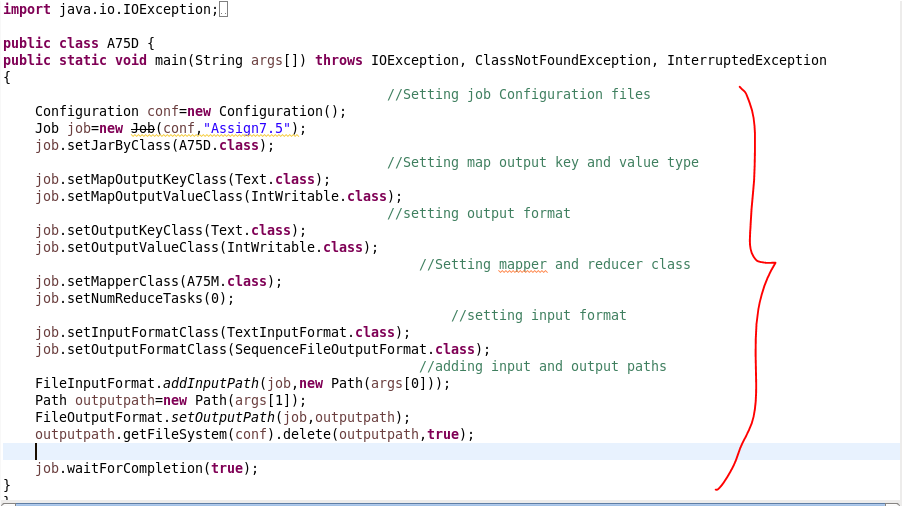 import java.io.IOException;
public class A75D {
public static void main(String args[]) throws IOException, ClassNotFoundException, InterruptedException
{
//Setting job Configuration files
Configuration conf=new Configuration();
Job job=new Job(conf,"Assign7.5");
job.setJarByClass(A75D.class);
//Setting map output key and value type
job.setMapOutputKeyClass(Text.class);
job.setMapOutputValueClass(IntWritable.class);
//setting output format
job.setOutputKeyClass(Text.class);
job.setOutputValueClass(IntWritable.class);
//Setting mapper and reducer class
job.setMapperClass(A75M.class);
job.setNumReduceTasks(0);
//setting input format
job.setInputFormatClass(TextInputFormat.class);
job.setOutputFormatClass(SequenceFileOutputFormat.class);
//adding input and output paths
FileInputFormat.addInputPath(job,new Path(args[0]));
Path outputpath=new Path(args[1]);
FileOutputFormat.setOutputPath(job,outputpath);
outputpath.getFileSystem(conf).delete(outputpath,true);
job.waitForCompletion(true);
}
}